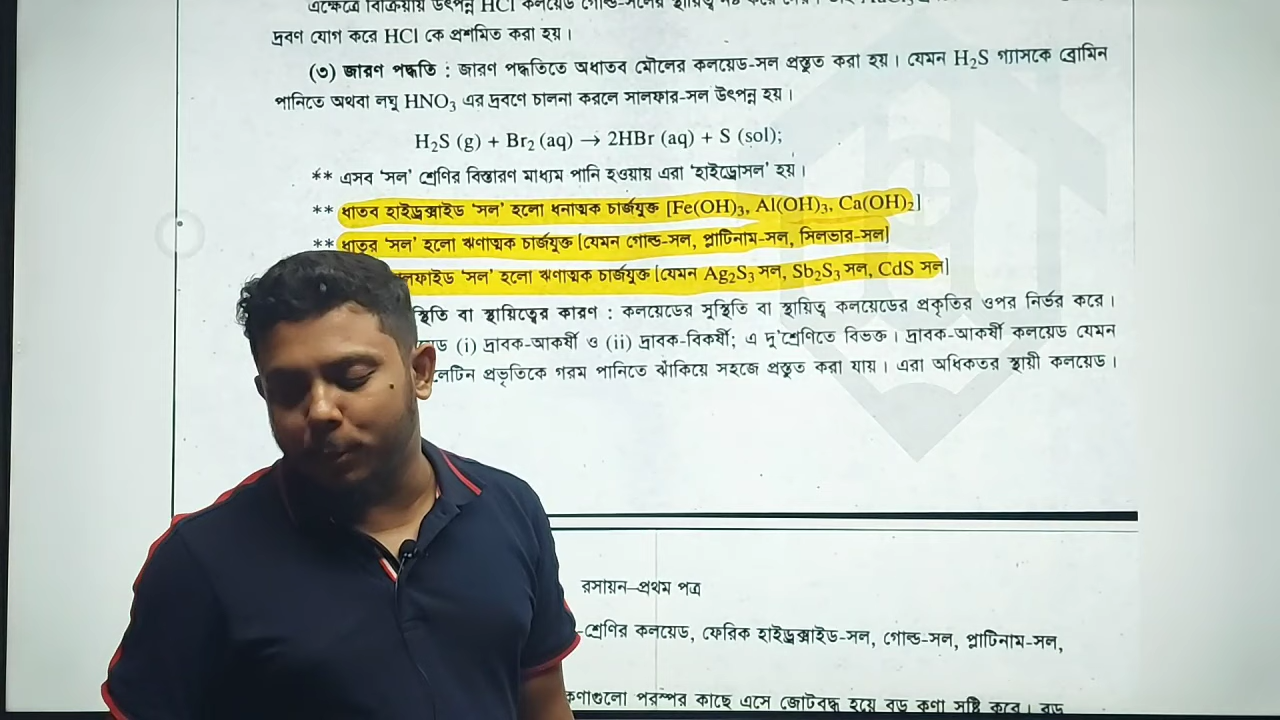 এক্ষেত্রে বিক্রিয়ায় উৎপন্ন HCl কলয়েড গোল্ড-সলের স্থায়িত্ব নষ্ট করে
দ্রবণ যোগ করে HCl কে প্রশমিত করা হয়।
(৩) জারণ পদ্ধতি : জারণ পদ্ধতিতে অধাতব মৌলের কলয়েড-সল প্রস্তুত করা হয়। যেমন H₂S গ্যাসকে ব্রোমিন
পানিতে অথবা লঘু HNO₃ এর দ্রবণে চালনা করলে সালফার-সল উৎপন্ন হয়।
H₂S (g) + Br₂ (aq) → 2HBr (aq) + S (sol);
** এসব ‘সল’ শ্রেণির বিস্তারণ মাধ্যম পানি হওয়ায় এরা ‘হাইড্রোসল’ হয়।
** ধাতব হাইড্রক্সাইড ‘সল’ হলো ধনাত্মক চার্জযুক্ত [Fe(OH)₃, Al(OH)₃, Ca(OH)₂]
** ধাতুর ‘সল’ হলো ঋণাত্মক চার্জযুক্ত [যেমন গোল্ড-সল, প্লাটিনাম-সল, সিলভার-সল]
লফাইড ‘সল’ হলো ঋণাত্মক চার্জযুক্ত [যেমন Ag₂S₃ সল, Sb₂S₃ সল, CdS সল]
স্থিতি বা স্থায়িত্বের কারণ : কলয়েডের সুস্থিতি বা স্থায়িত্ব কলয়েডের প্রকৃতির ওপর নির্ভর করে।
(i) দ্রাবক-আকর্ষী ও (ii) দ্রাবক-বিকর্ষী; এ দু’শ্রেণিতে বিভক্ত। দ্রাবক-আকর্ষী কলয়েড যেমন
লেটিন প্রভৃতিকে গরম পানিতে ঝাঁকিয়ে সহজে প্রস্তুত করা যায়। এরা অধিকতর স্থায়ী কলয়েড।
রসায়ন–প্রথম পত্র
-শ্রেণির কলয়েড, ফেরিক হাইড্রক্সাইড-সল, গোল্ড-সল, প্লাটিনাম-সল,
কণাগুলো পরস্পর কাছে এসে জোটবদ্ধ হয়ে বড় কণা সৃষ্টি করে। বড়